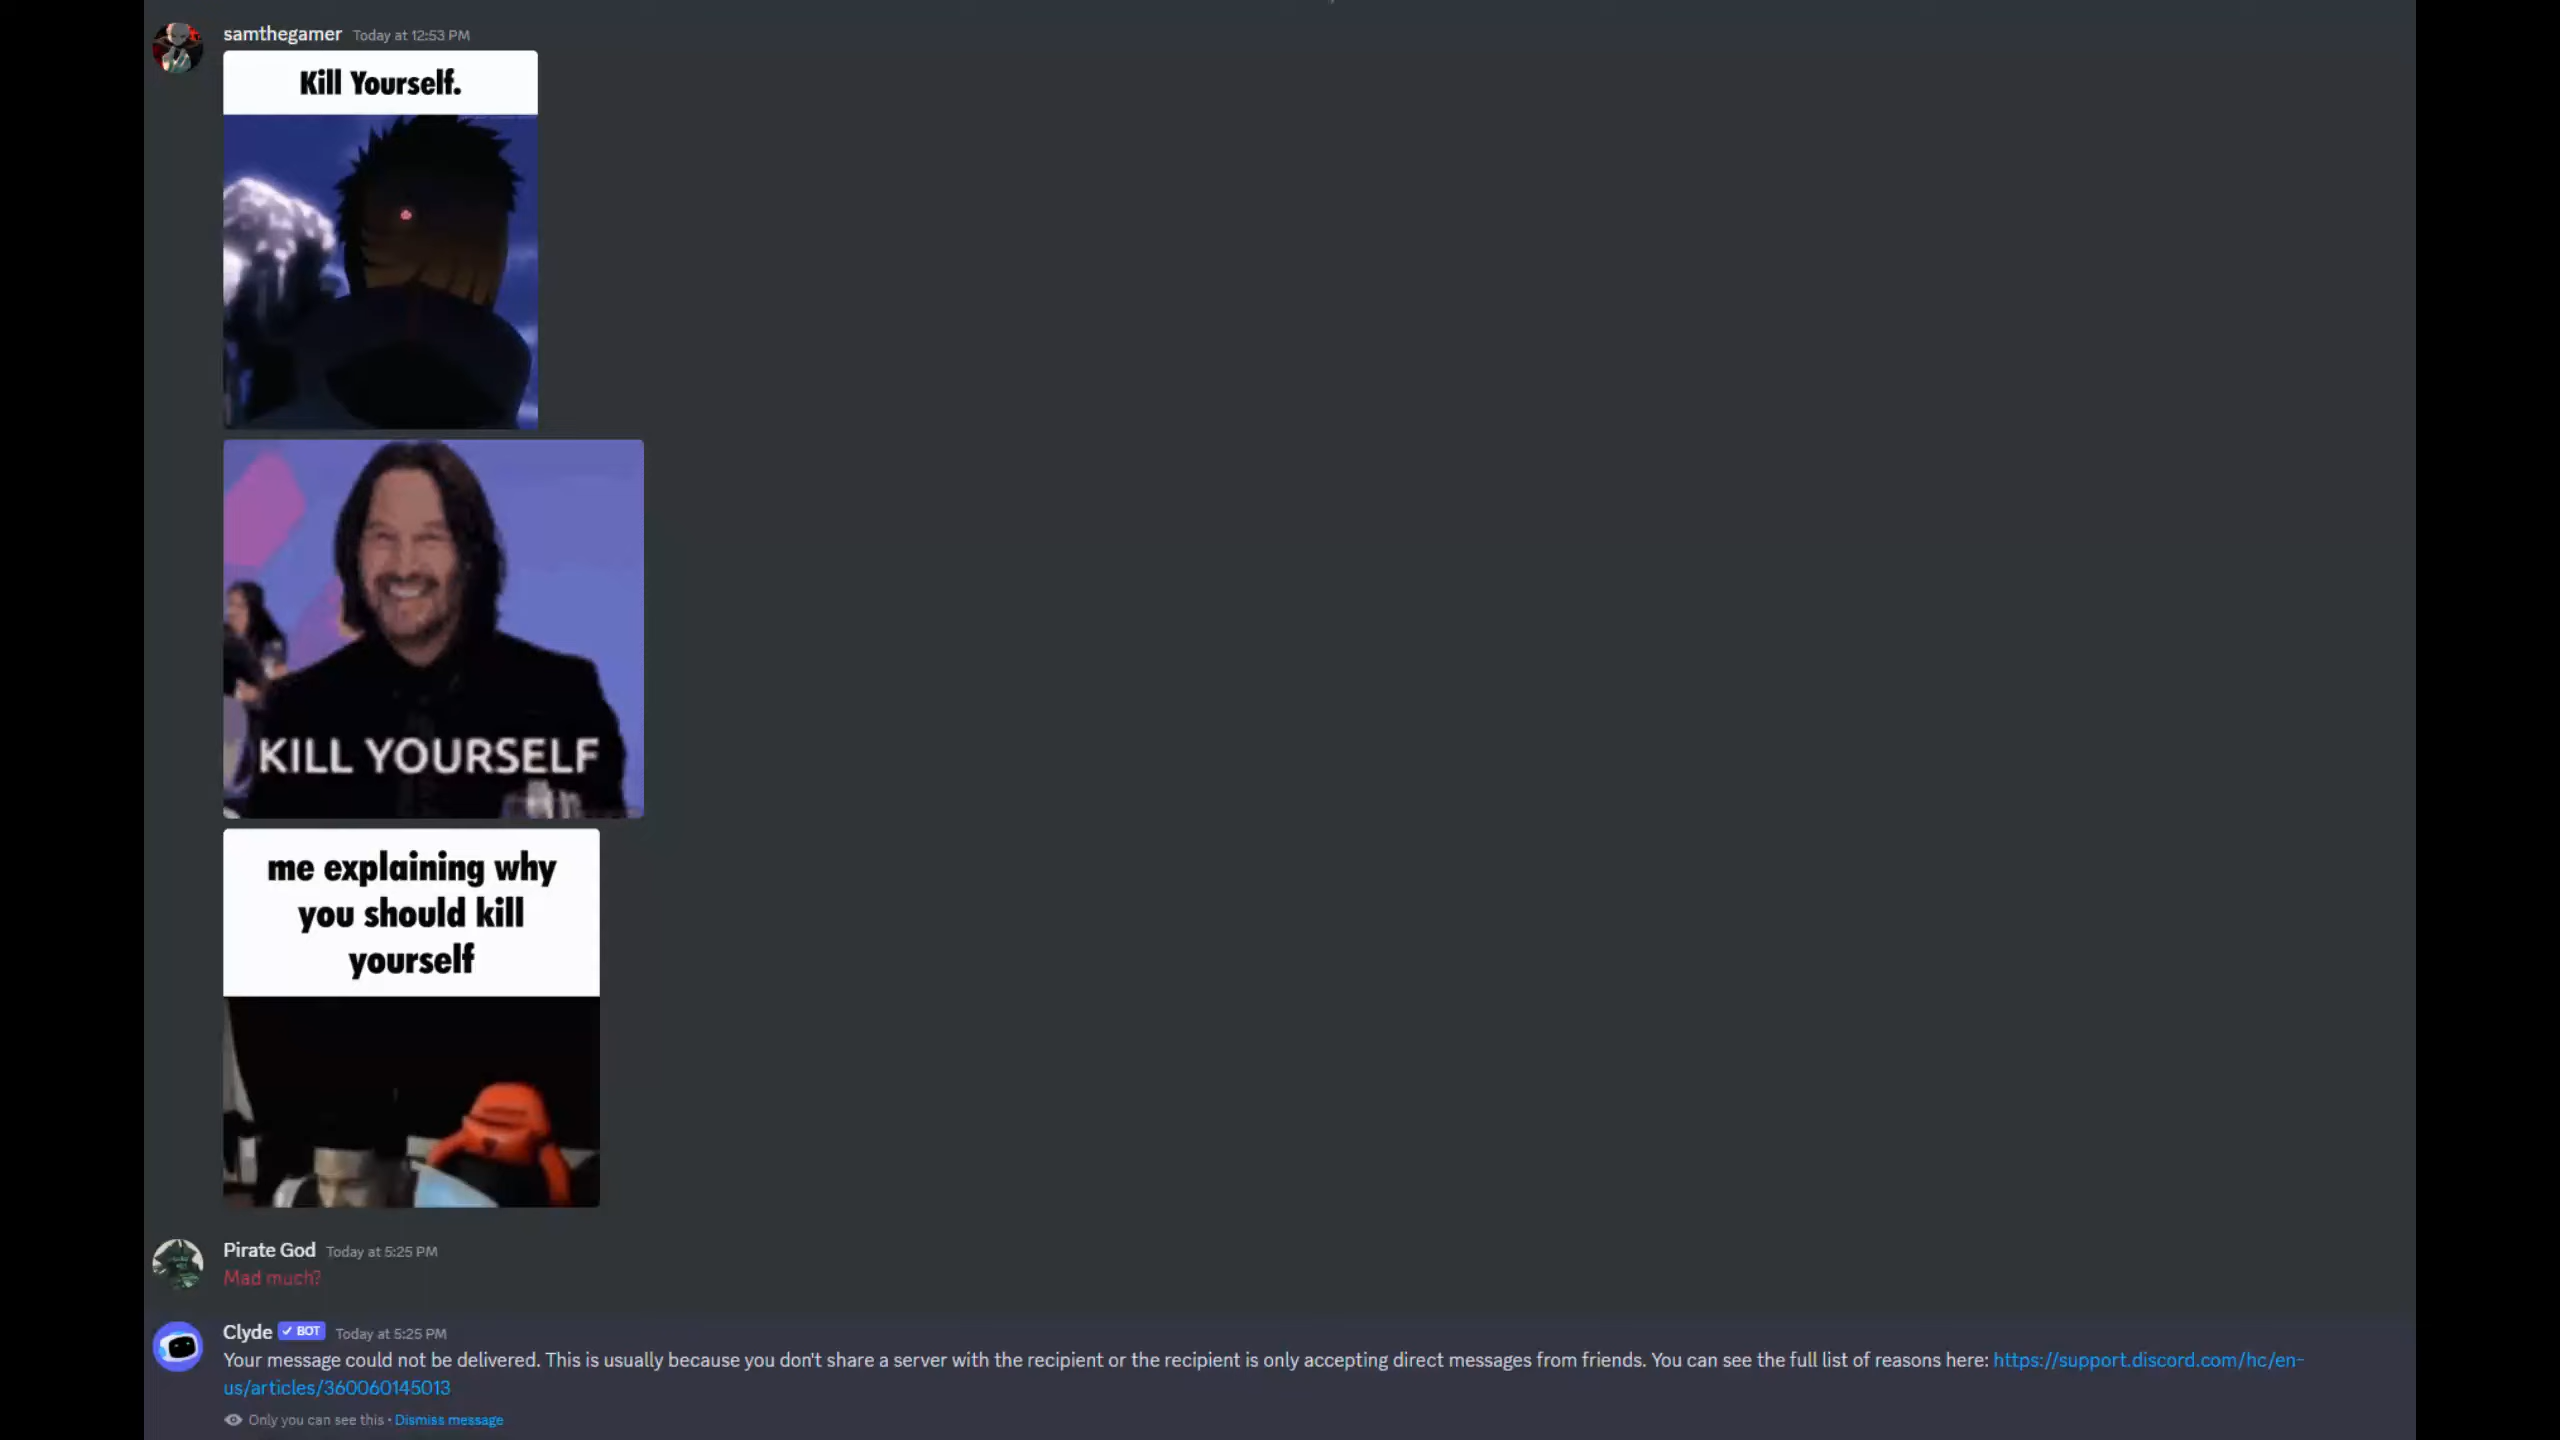 samthegamer Today at 12:53 PM
Kill Yourself.
KILL YOURSELF
me explaining why
you should kill
yourself
Pirate God Today at 5:25 PM
Mad much?
Clyde ✓ BOT Today at 5:25 PM
Your message could not be delivered. This is usually because you don't share a server with the recipient or the recipient is only accepting direct messages from friends. You can see the full list of reasons here: https://support.discord.com/hc/en-
us/articles/360060145013
Only you can see this • Dismiss message